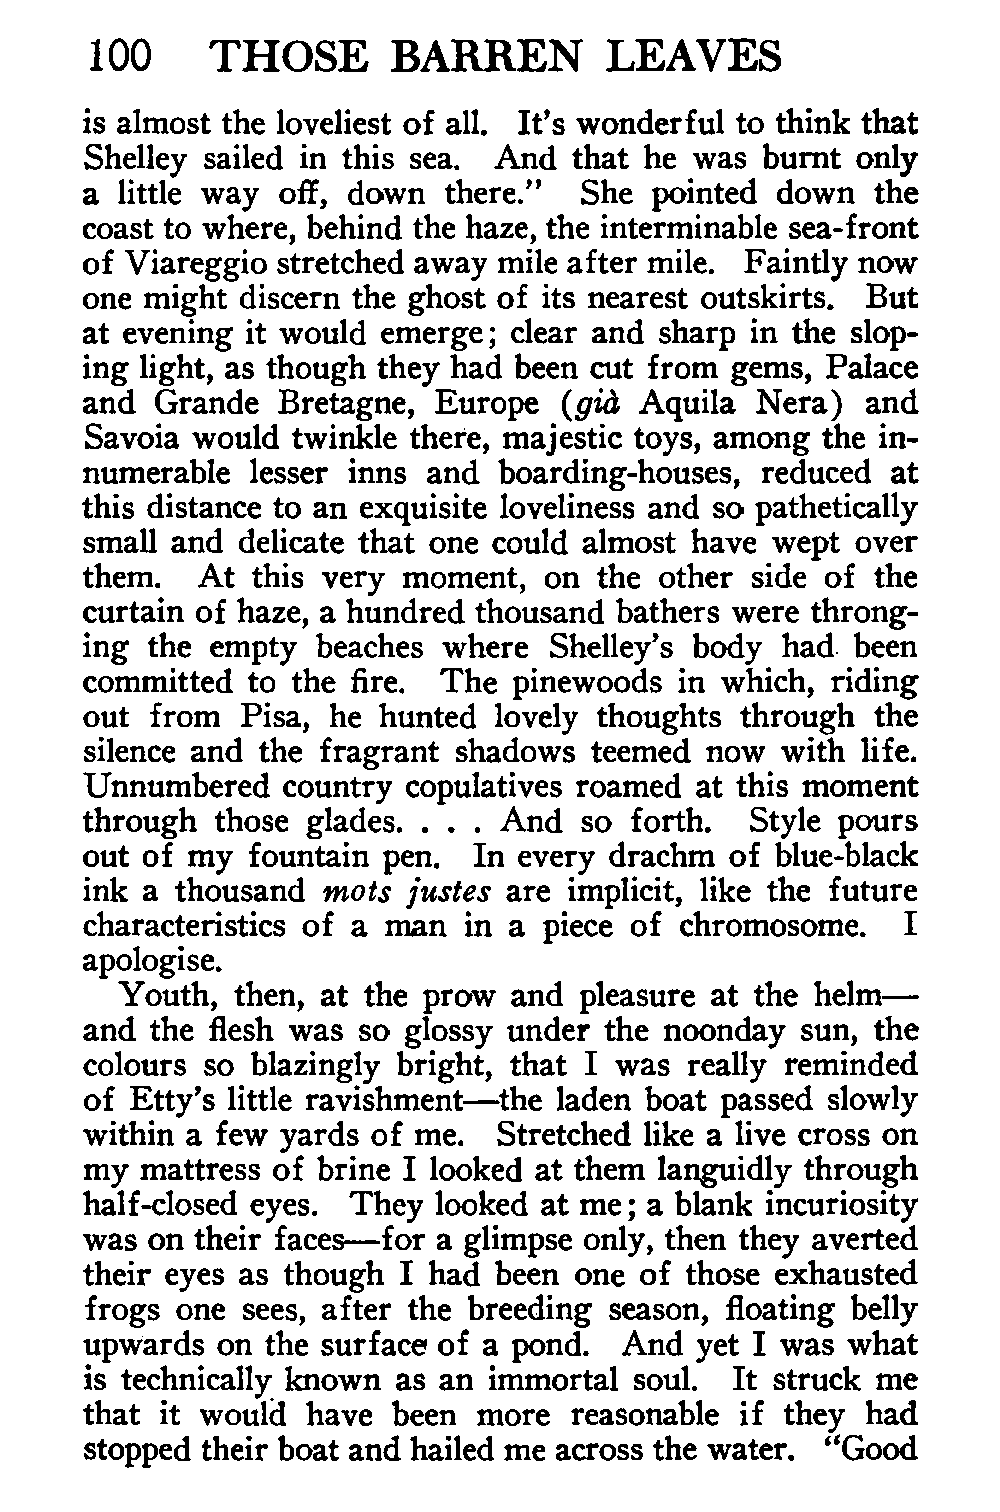 100 THOSE BARREN LEAVES
is almost the loveliest of all. It's wonderful to think that
Shelley sailed in this sea. And that he was burnt only
a little way off, down there." She pointed down the
coast to where, behind the haze, the interminable sea-front
of Viareggio stretched away mile after mile. Faintly now
one might discern the ghost of its nearest outskirts. But
at evening it would emerge; clear and sharp in the slop-
ing light, as though they had been cut from gems, Palace
and Grande Bretagne, Europe (già Aquila Nera) and
Savoia would twinkle there, majestic toys, among the in-
numerable lesser inns and boarding-houses, reduced at
this distance to an exquisite loveliness and so pathetically
small and delicate that one could almost have wept over
them. At this very moment, on the other side of the
curtain of haze, a hundred thousand bathers were throng-
ing the empty beaches where Shelley's body had been
committed to the fire. The pinewoods in which, riding
out from Pisa, he hunted lovely thoughts through the
silence and the fragrant shadows teemed now with life.
Unnumbered country copulatives roamed at this moment
through those glades. . . . And so forth. Style pours
out of my fountain pen. In every drachm of blue-black
ink a thousand mots justes are implicit, like the future
characteristics of a man in a piece of chromosome. I
apologise.
Youth, then, at the prow and pleasure at the helm—
and the flesh was so glossy under the noonday sun, the
colours so blazingly bright, that I was really reminded
of Etty's little ravishment—the laden boat passed slowly
within a few yards of me. Stretched like a live cross on
my mattress of brine I looked at them languidly through
half-closed eyes. They looked at me; a blank incuriosity
was on their faces—for a glimpse only, then they averted
their eyes as though I had been one of those exhausted
frogs one sees, after the breeding season, floating belly
upwards on the surface of a pond. And yet I was what
is technically known as an immortal soul. It struck me
that it would have been more reasonable if they had
stopped their boat and hailed me across the water. "Good